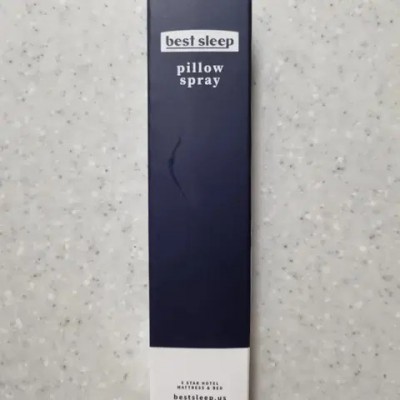 best sleep
pillow
spray
5 STAR HOTEL
MATTRESS & BED
bestsleep.us